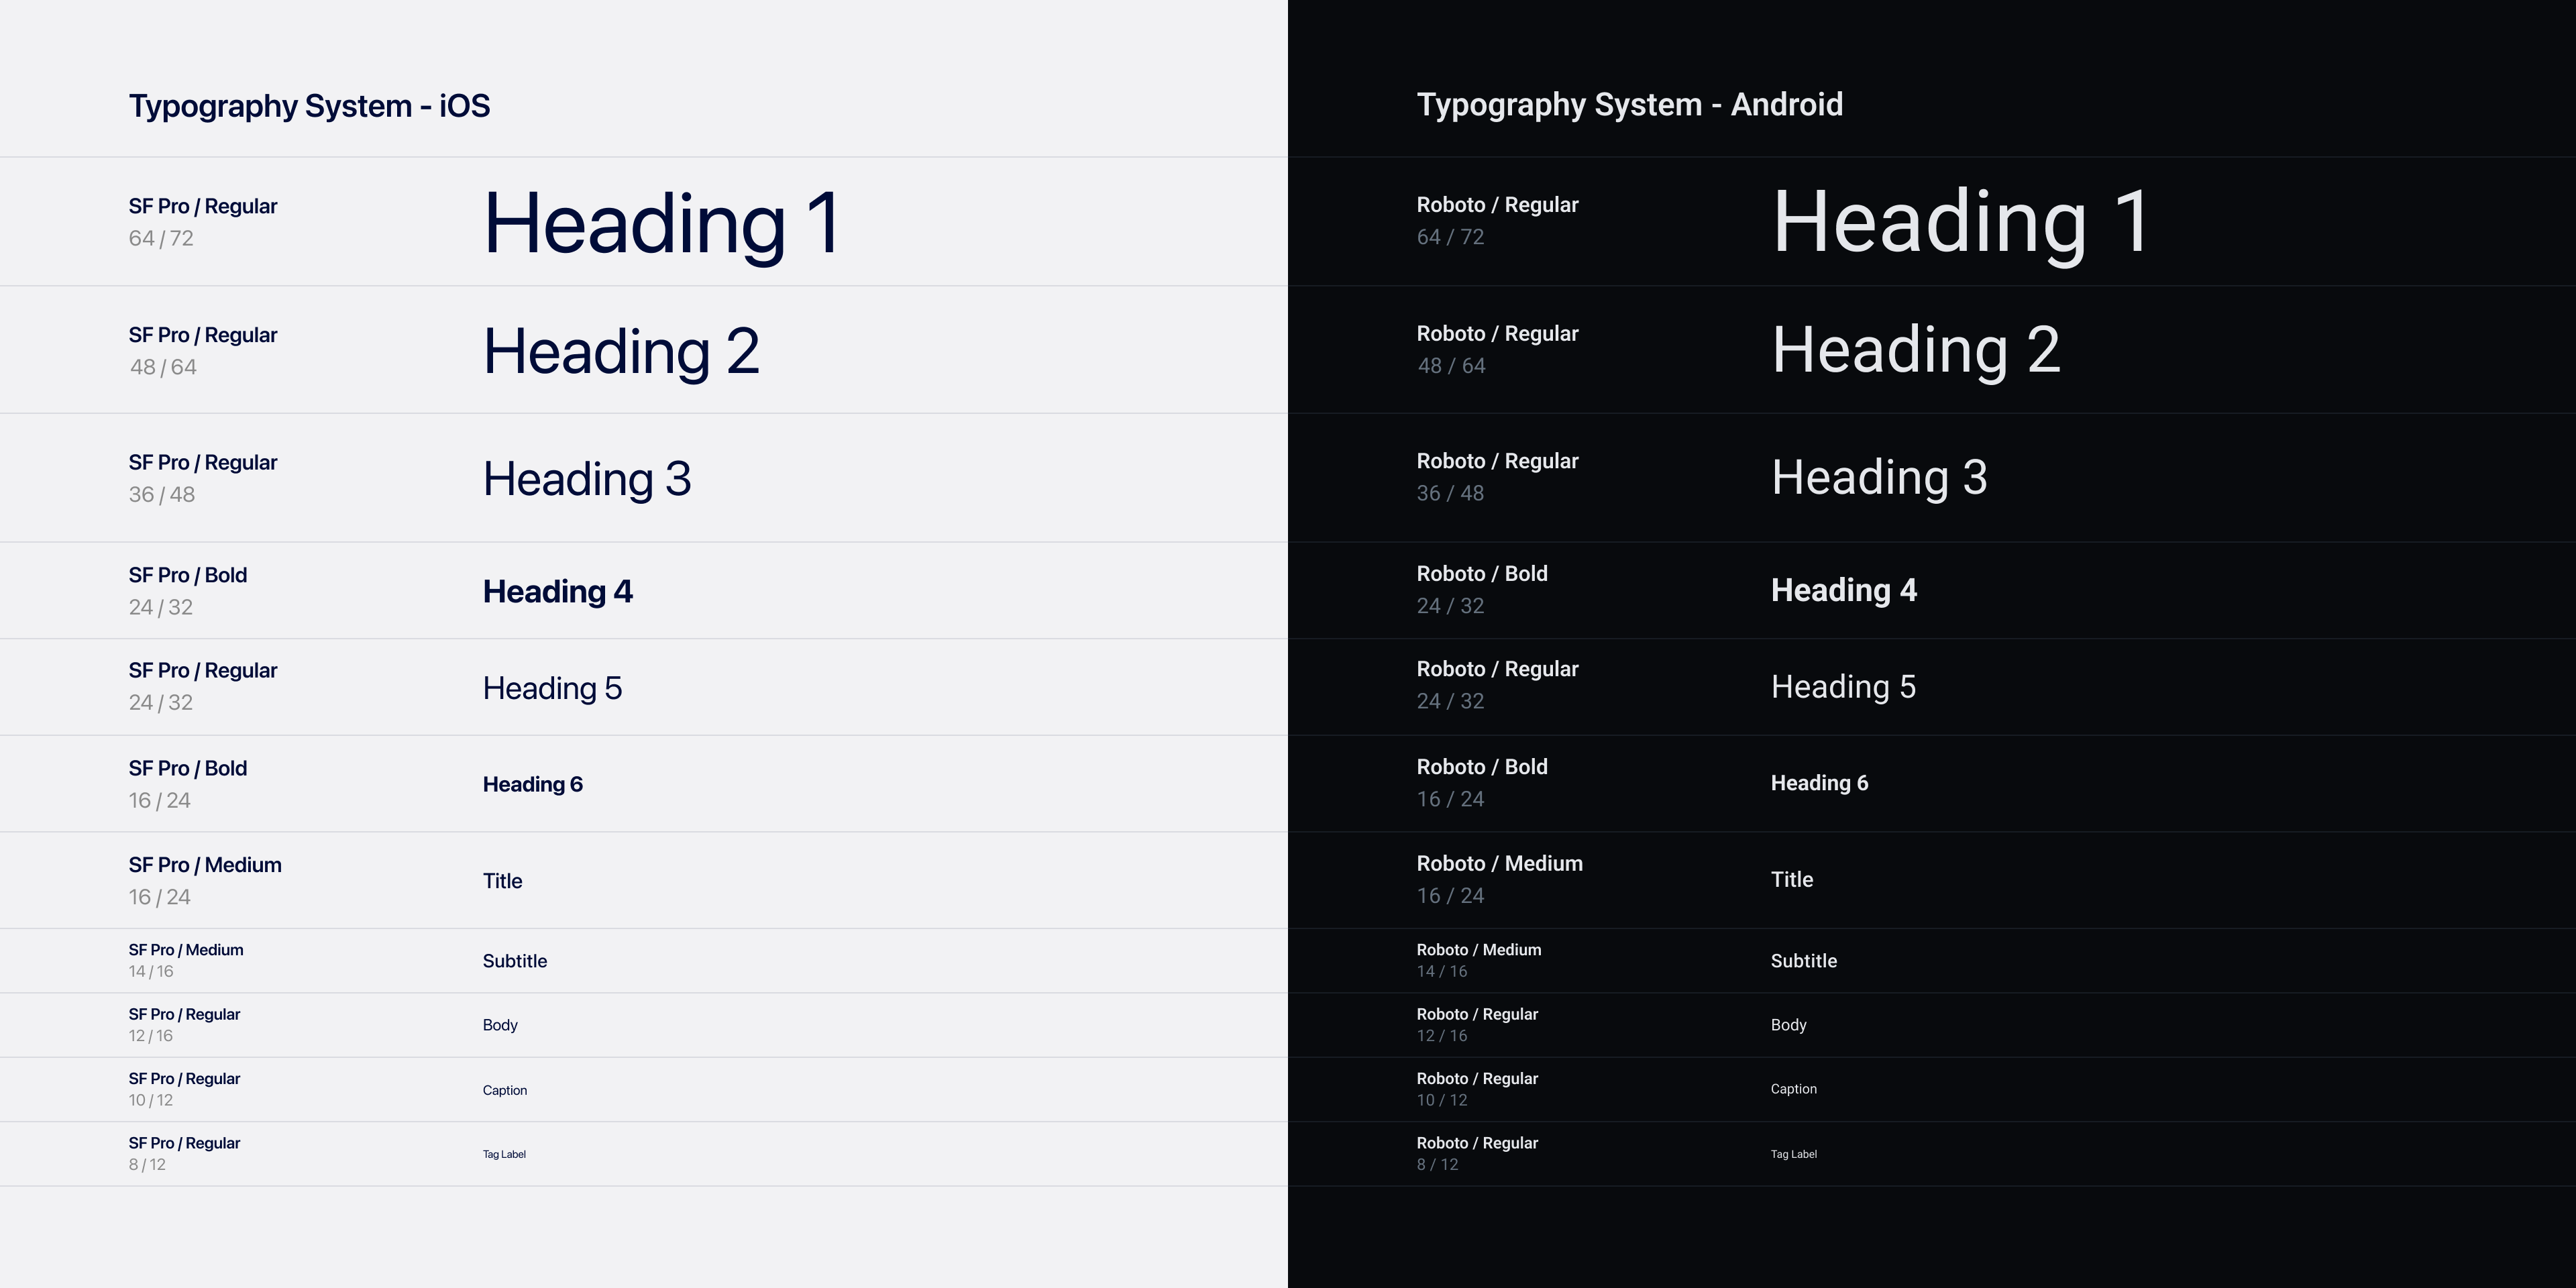 Typography System - iOS
SF Pro / Regular
64 / 72
Heading 1
SF Pro / Regular
48 / 64
Heading 2
SF Pro / Regular
36 / 48
Heading 3
SF Pro / Bold
24 / 32
Heading 4
SF Pro / Regular
24 / 32
Heading 5
SF Pro / Bold
16 / 24
Heading 6
SF Pro / Medium
16 / 24
Title
SF Pro / Medium
14 / 16
Subtitle
SF Pro / Regular
12 / 16
Body
SF Pro / Regular
10 / 12
Caption
SF Pro / Regular
8 / 12
Tag Label
Typography System - Android
Roboto / Regular
64 / 72
Heading 1
Roboto / Regular
48 / 64
Heading 2
Roboto / Regular
36 / 48
Heading 3
Roboto / Bold
24 / 32
Heading 4
Roboto / Regular
24 / 32
Heading 5
Roboto / Bold
16 / 24
Heading 6
Roboto / Medium
16 / 24
Title
Roboto / Medium
14 / 16
Subtitle
Roboto / Regular
12 / 16
Body
Roboto / Regular
10 / 12
Caption
Roboto / Regular
8 / 12
Tag Label